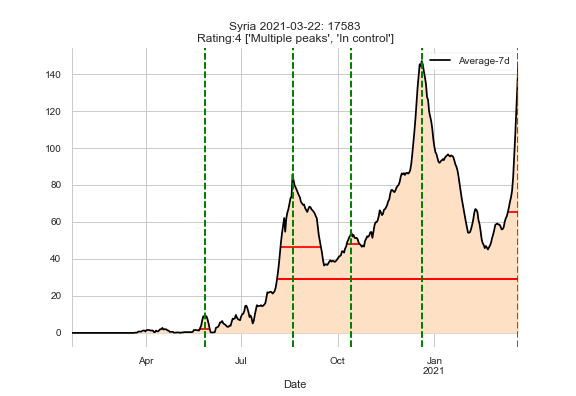 Syria 2021-03-22: 17583
Rating:4 ['Multiple peaks', 'In control']
Average-7d
140
120
100
80
60
40
20
0
Apr
Jul
Oct
Jan
2021
Date